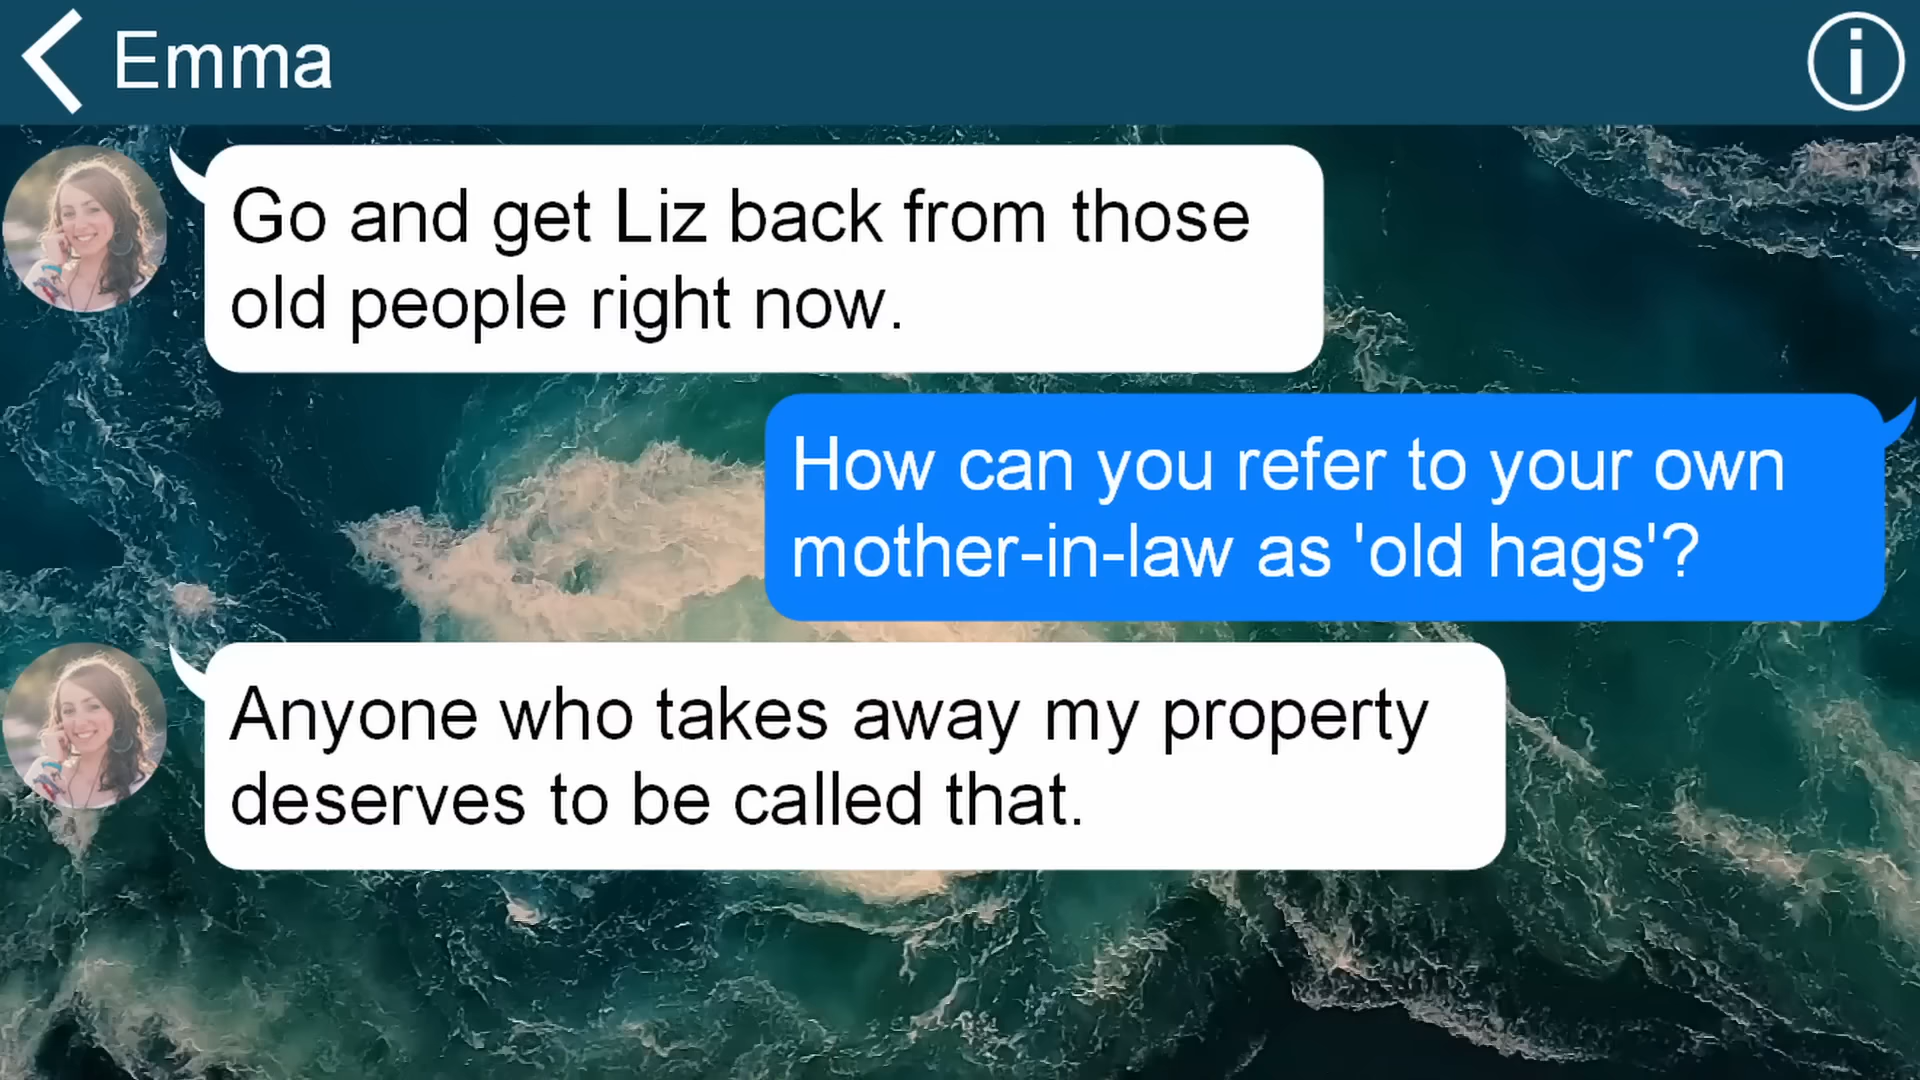 Emma
Go and get Liz back from those
old people right now.
How can you refer to your own
mother-in-law as 'old hags'?
Anyone who takes away my property
deserves to be called that.